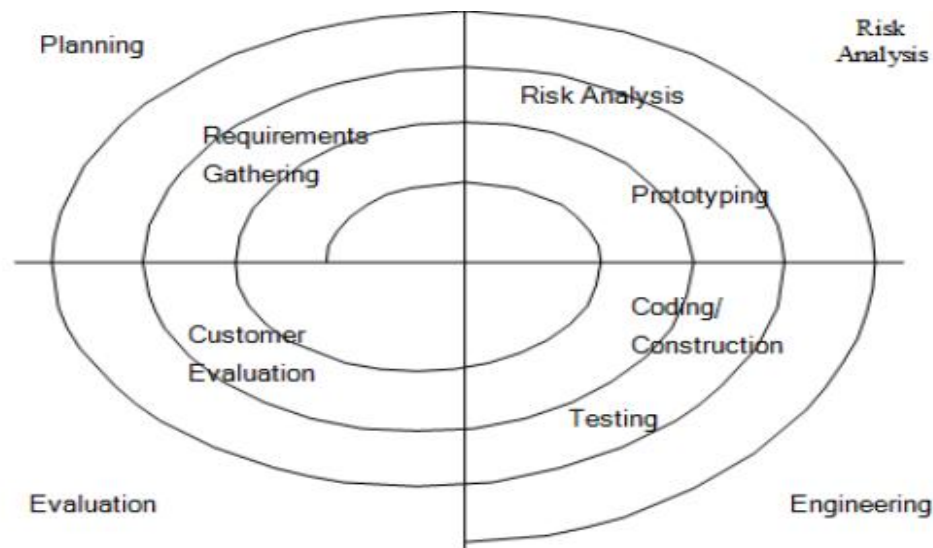 Planning
Risk
Analysis
Risk Analysis
Requirements
Gathering
Prototyping
Coding/
Construction
Customer
Evaluation
Testing
Evaluation
Engineering